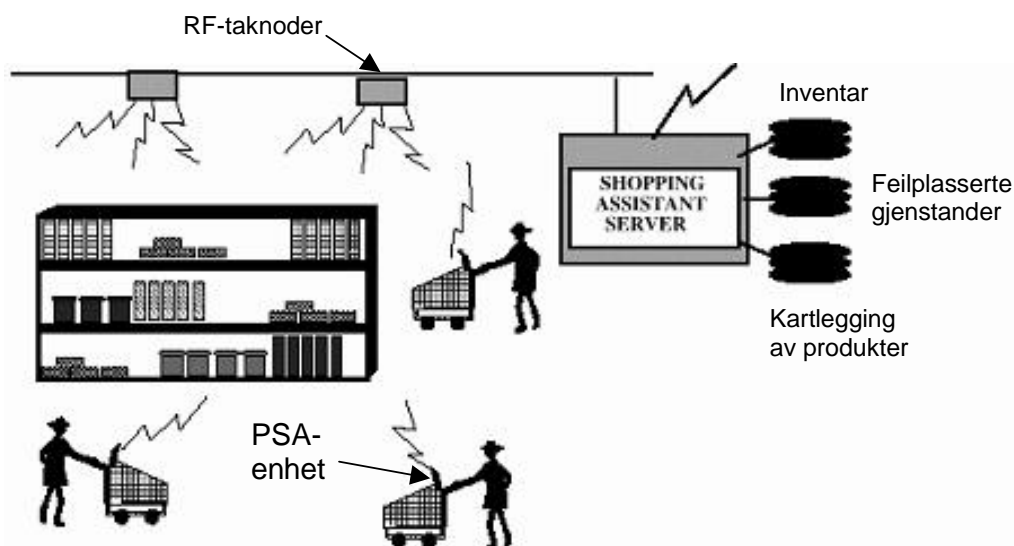 RF-taknoder
Inventar
SHOPPING
ASSISTANT
SERVER
Feilplasserte
gjenstander
Kartlegging
av produkter
PSA-
enhet